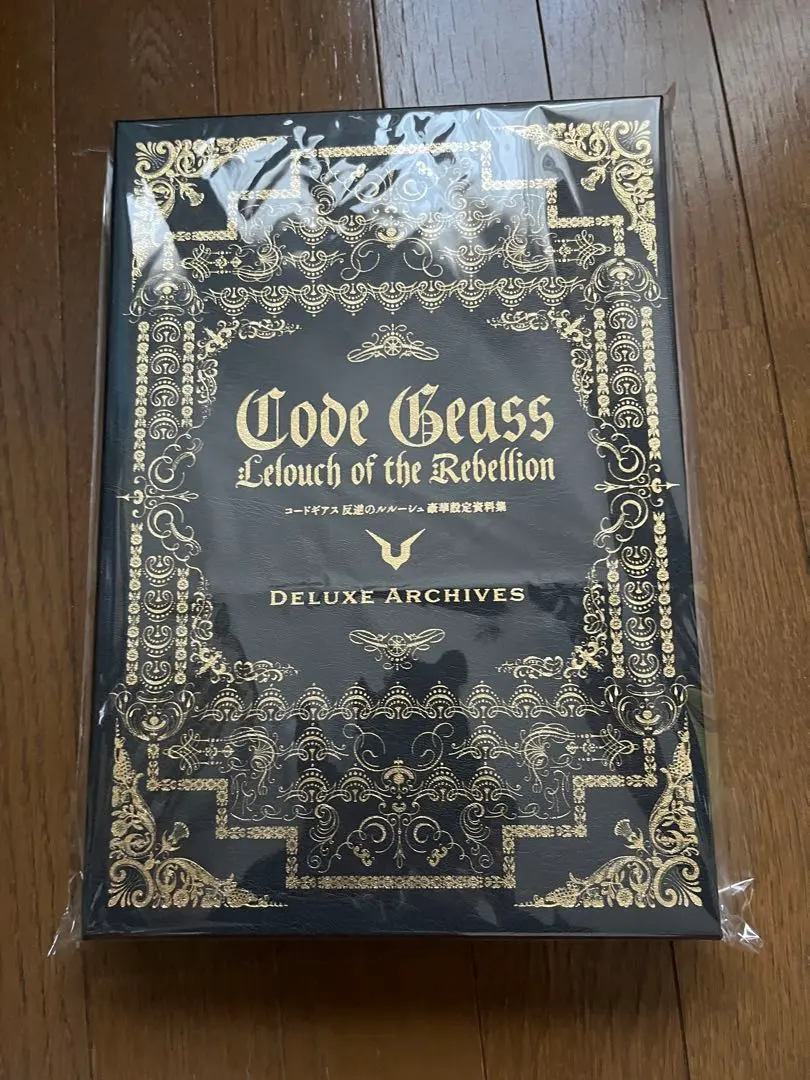 Code Geass
Lelouch of the Rebellion
コードギアス 反逆のルルーシュ 豪華設定資料集
DELUXE ARCHIVES